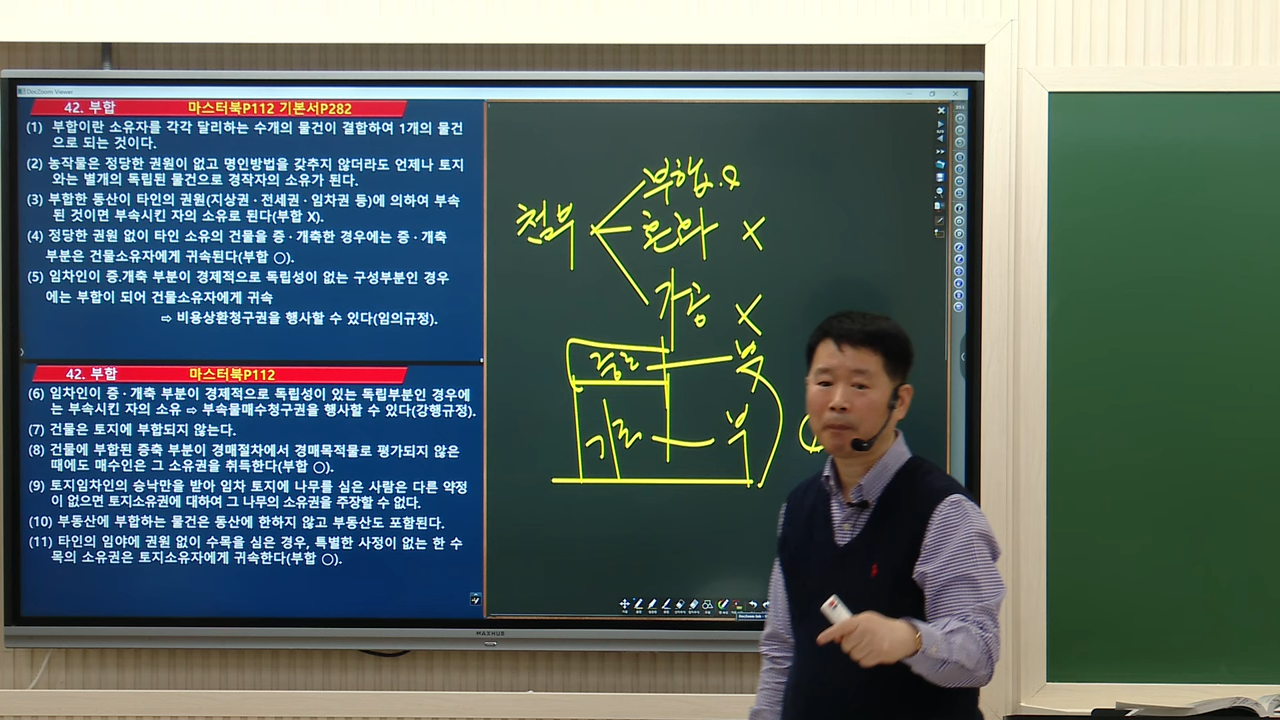 DocZoom Viewer
42. 부합 마스터북P112 기본서P282
(1) 부합이란 소유자를 각각 달리하는 수개의 물건이 결합하여 1개의 물건
으로 되는 것이다.
(2) 농작물은 정당한 권원이 없고 명인방법을 갖추지 않더라도 언제나 토지
와는 별개의 독립된 물건으로 경작자의 소유가 된다.
(3) 부합한 동산이 타인의 권원(지상권·전세권·임차권 등)에 의하여 부속
된 것이면 부속시킨 자의 소유로 된다(부합 X).
(4) 정당한 권원 없이 타인 소유의 건물을 증·개축한 경우에는 증·개축
부분은 건물소유자에게 귀속된다(부합 ○).
(5) 임차인이 증.개축 부분이 경제적으로 독립성이 없는 구성부분인 경우
에는 부합이 되어 건물소유자에게 귀속
⇨ 비용상환청구권을 행사할 수 있다(임의규정).
42. 부합 마스터북P112
(6) 임차인이 증·개축 부분이 경제적으로 독립성이 있는 독립부분인 경우에
는 부속시킨 자의 소유 ⇨ 부속물매수청구권을 행사할 수 있다(강행규정).
(7) 건물은 토지에 부합되지 않는다.
(8) 건물에 부합된 증축 부분이 경매절차에서 경매목적물로 평가되지 않은
때에도 매수인은 그 소유권을 취득한다(부합 ○).
(9) 토지임차인의 승낙만을 받아 임차 토지에 나무를 심은 사람은 다른 약정
이 없으면 토지소유권에 대하여 그 나무의 소유권을 주장할 수 없다.
(10) 부동산에 부합하는 물건은 동산에 한하지 않고 부동산도 포함된다.
(11) 타인의 임야에 권원 없이 수목을 심은 경우, 특별한 사정이 없는 한 수
목의 소유권은 토지소유자에게 귀속한다(부합 ○).
부합.
첨부
혼화 X
가공 X
부
MAXHUB